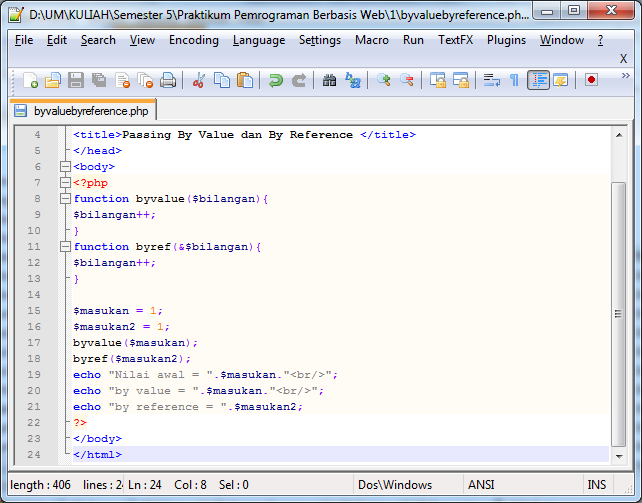 D:\UM\KULIAH\Semester 5\Praktikum Pemrograman Berbasis Web\1\byvaluebyreference.ph...
File Edit Search View Encoding Language Settings Macro Run TextFX Plugins Window ?
X
byvaluebyreference.php
4 <title>Passing By Value dan By Reference </title>
5 </head>
6 <body>
7 <?php
8 function byvalue($bilangan){
9 $bilangan++;
10 }
11 function byref(&$bilangan){
12 $bilangan++;
13 }
14
15 $masukan = 1;
16 $masukan2 = 1;
17 byvalue($masukan);
18 byref($masukan2);
19 echo "Nilai awal = ".$masukan."<br/>";
20 echo "by value = ".$masukan."<br/>";
21 echo "by reference = ".$masukan2;
22 ?>
23 </body>
24 </html>
length : 406 lines : 24 Ln : 24 Col : 8 Sel : 0 Dos\Windows ANSI INS